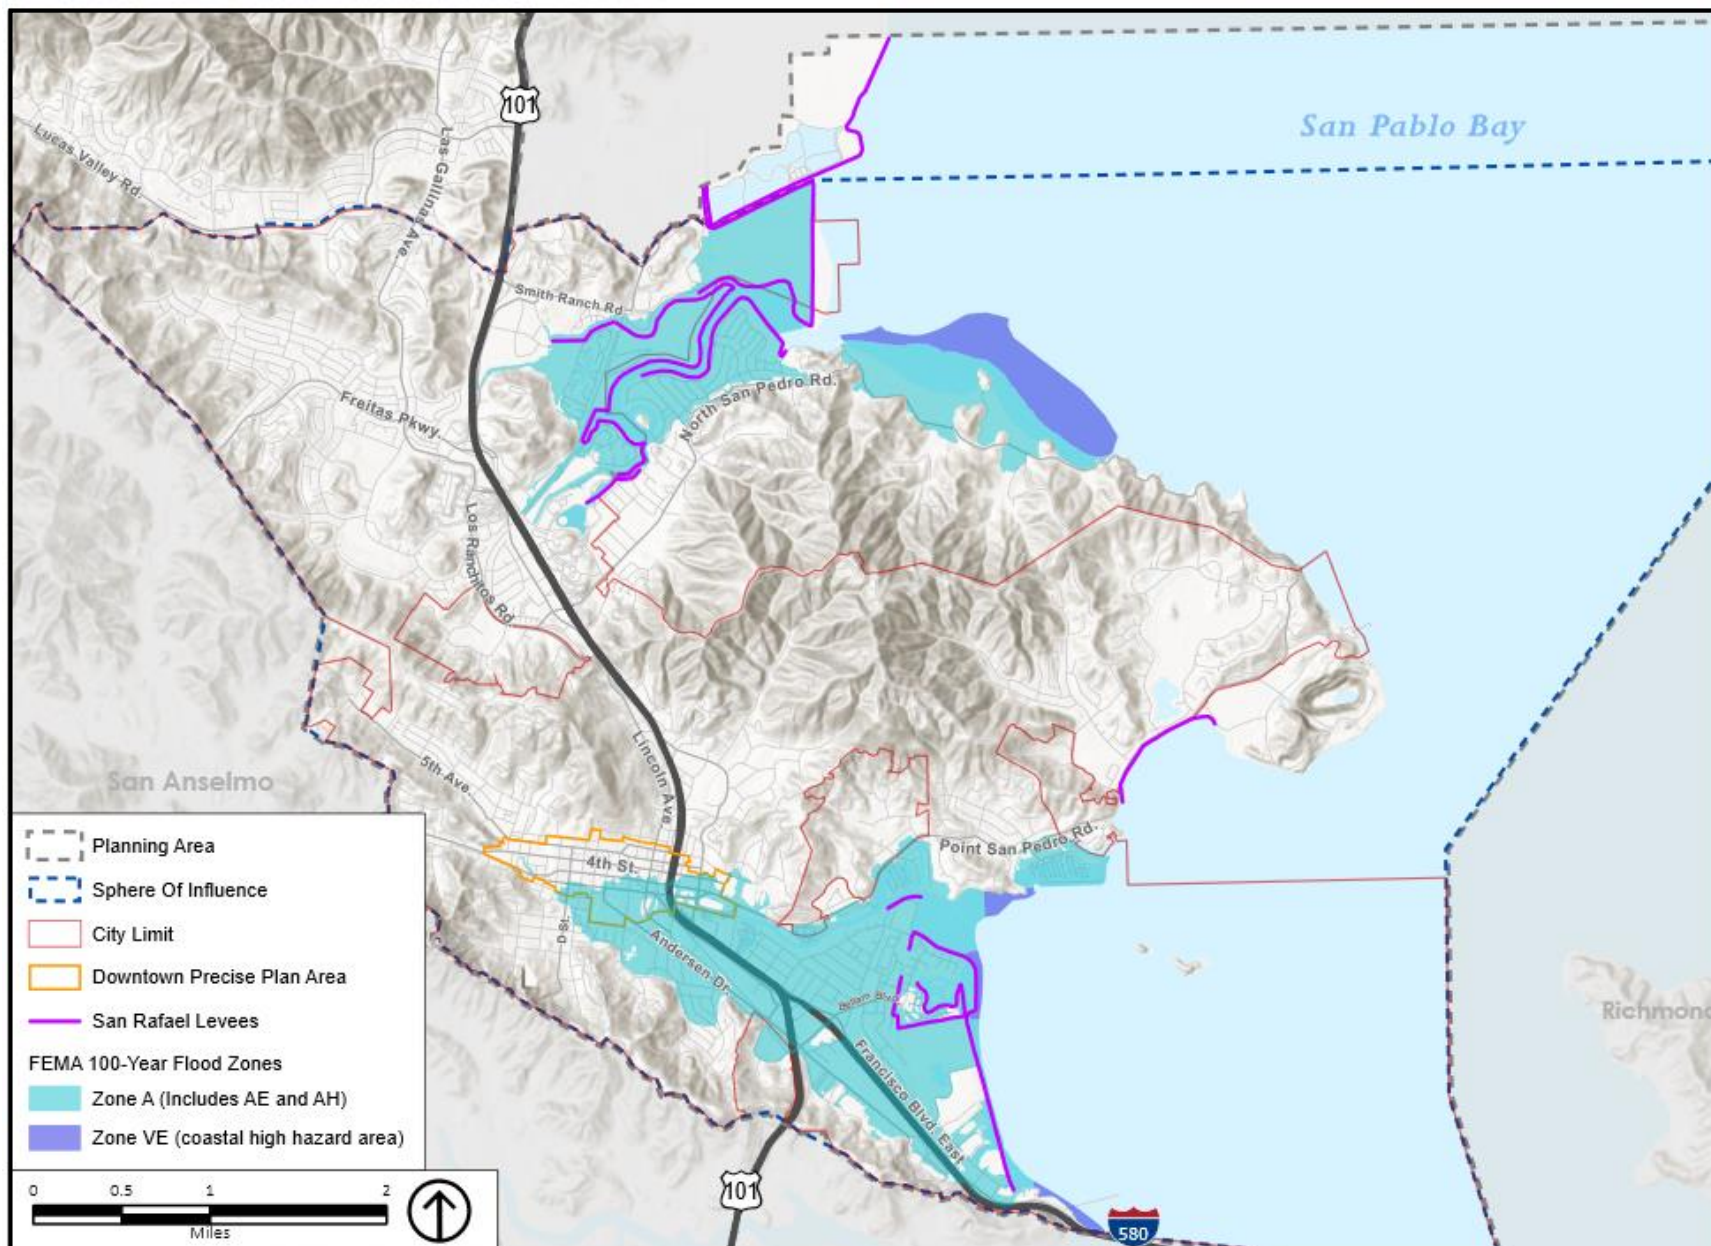 101
San Pablo Bay
Lucas Valley Rd.
Las Gallinas Ave.
Smith Ranch Rd
Freitas Pkwy.
North San Pedro Rd.
Los Ranchitos Rd.
Lincoln Ave
San Anselmo
5th Ave.
4th St.
Point San Pedro Rd.
D St.
Andersen Dr.
Bellam Blvd
Francisco Blvd. East
Richmond
101
580
Planning Area
Sphere Of Influence
City Limit
Downtown Precise Plan Area
San Rafael Levees
FEMA 100-Year Flood Zones
Zone A (Includes AE and AH)
Zone VE (coastal high hazard area)
0 0.5 1 2
Miles